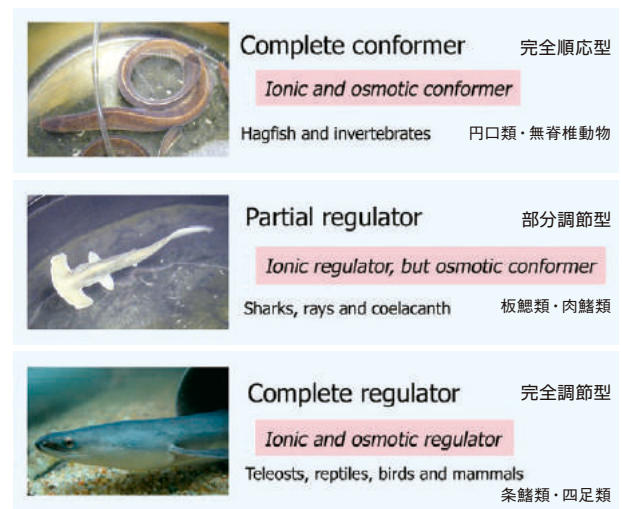 Complete conformer 完全順応型
Ionic and osmotic conformer
Hagfish and invertebrates 円口類・無脊椎動物
Partial regulator 部分調節型
Ionic regulator, but osmotic conformer
Sharks, rays and coelacanth 板鰓類・肉鰭類
Complete regulator 完全調節型
Ionic and osmotic regulator
Teleosts, reptiles, birds and mammals
条鰭類・四足類